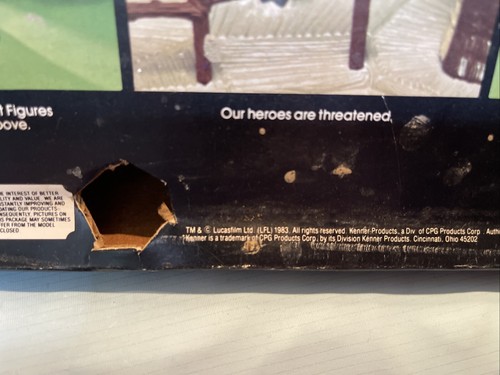 t Figures
ove.
Our heroes are threatened.
E INTEREST OF BETTER
LITY AND VALUE, WE ARE
STANTLY IMPROVING AND
ATING OUR PRODUCTS.
NSEQUENTLY, PICTURES ON
S PACKAGE MAY SOMETIMES
FER FROM THE MODEL
CLOSED
TM & © Lucasfilm Ltd. (LFL) 1983. All rights reserved. Kenner Products, a Div of CPG Products Corp. Autho
Kenner is a trademark of CPG Products Corp. by its Division Kenner Products, Cincinnati, Ohio 45202